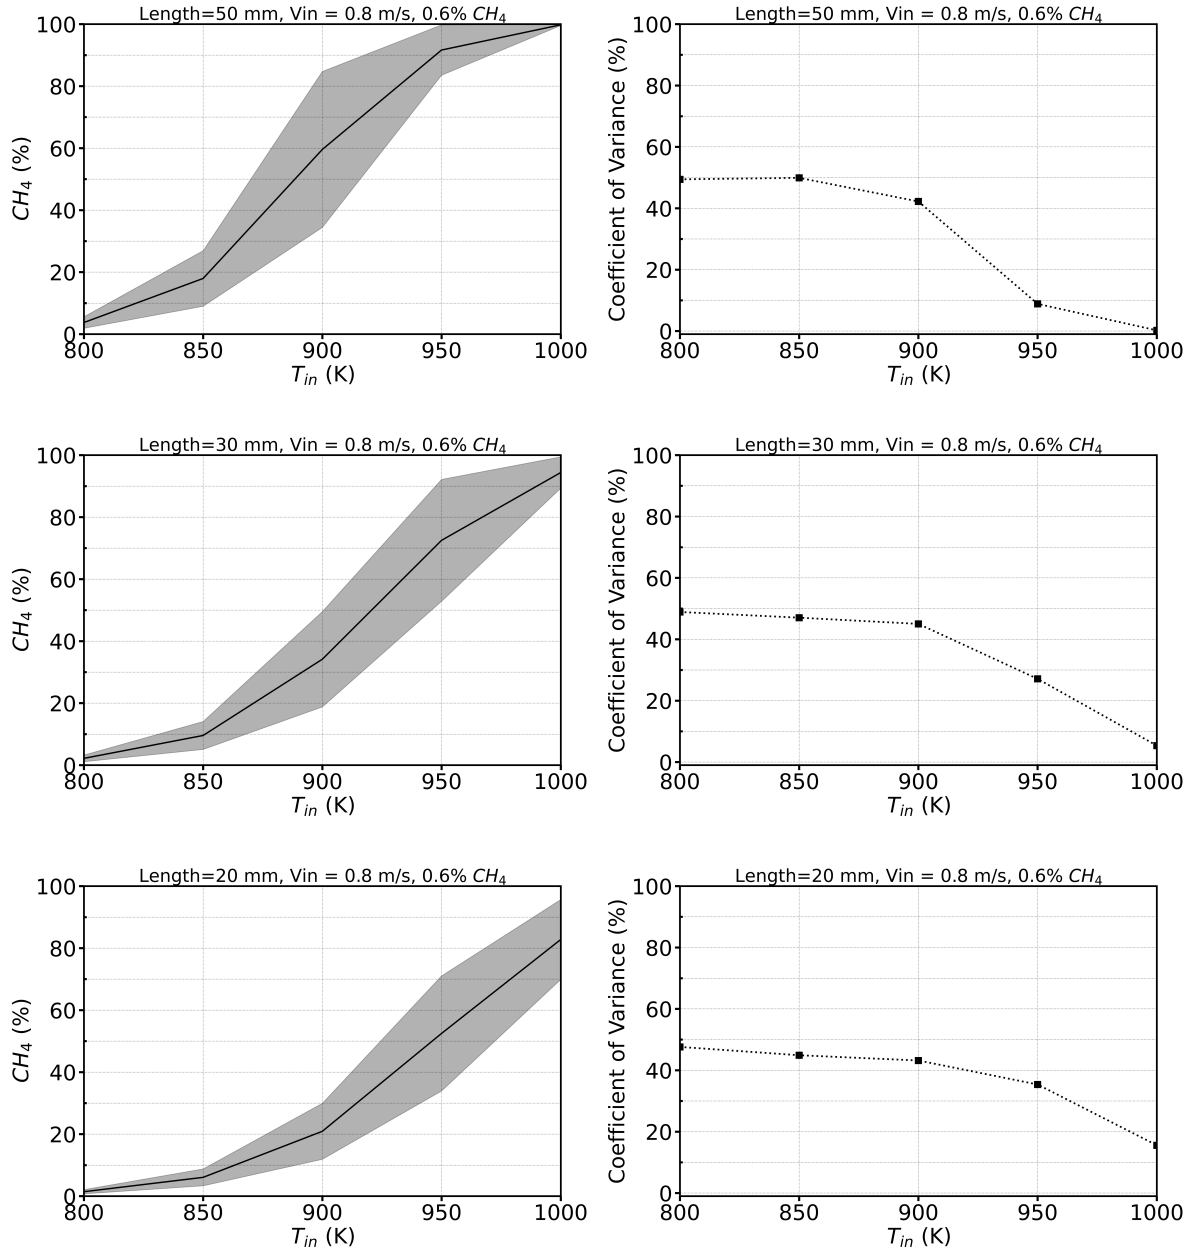 Length=50 mm, Vin = 0.8 m/s, 0.6% CH₄
CH₄ (%)
100
80
60
40
20
0
800 850 900 950 1000
T_in (K)
Length=50 mm, Vin = 0.8 m/s, 0.6% CH₄
Coefficient of Variance (%)
100
80
60
40
20
0
800 850 900 950 1000
T_in (K)
Length=30 mm, Vin = 0.8 m/s, 0.6% CH₄
CH₄ (%)
100
80
60
40
20
0
800 850 900 950 1000
T_in (K)
Length=30 mm, Vin = 0.8 m/s, 0.6% CH₄
Coefficient of Variance (%)
100
80
60
40
20
0
800 850 900 950 1000
T_in (K)
Length=20 mm, Vin = 0.8 m/s, 0.6% CH₄
CH₄ (%)
100
80
60
40
20
0
800 850 900 950 1000
T_in (K)
Length=20 mm, Vin = 0.8 m/s, 0.6% CH₄
Coefficient of Variance (%)
100
80
60
40
20
0
800 850 900 950 1000
T_in (K)